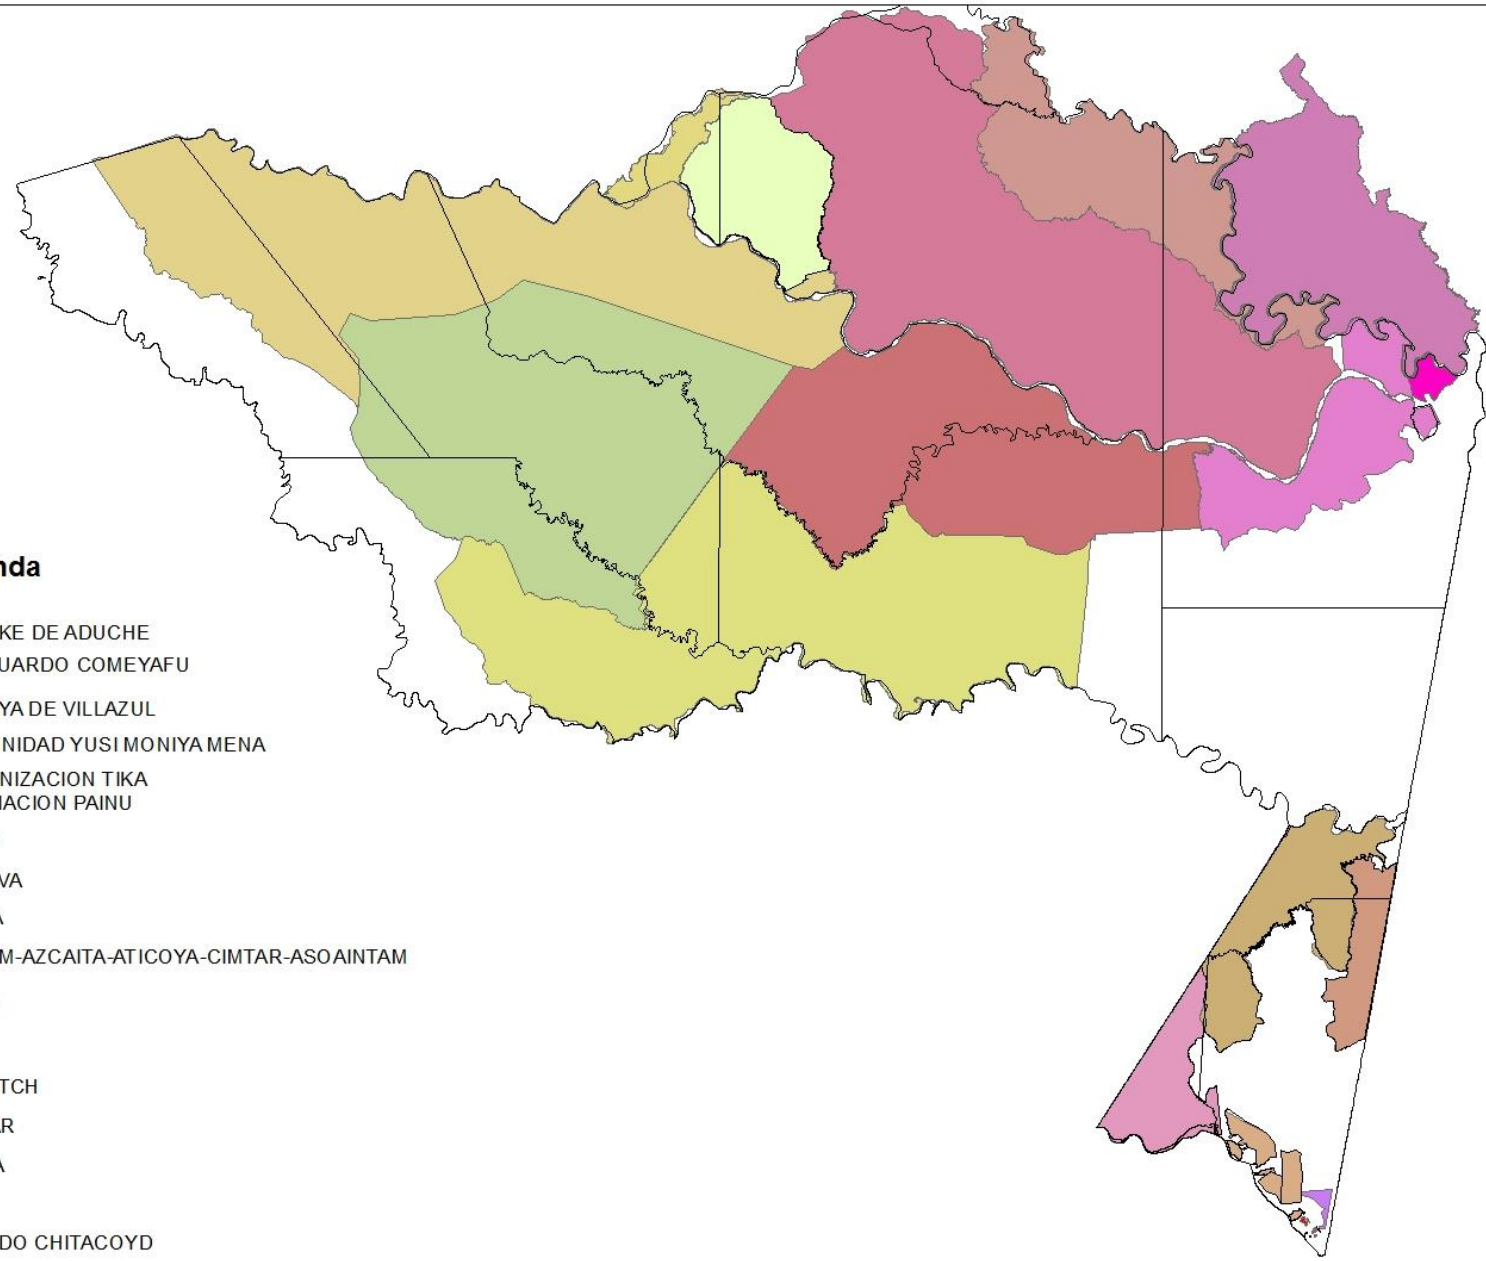 nda
KE DE ADUCHE
UARDO COMEYAFU
YA DE VILLAZUL
NIDAD YUSI MONIYA MENA
NIZACION TIKA
IACION PAINU
VA
A
M-AZCAITA-ATICOYA-CIMTAR-ASOAINTAM
TCH
AR
A
DO CHITACOYD